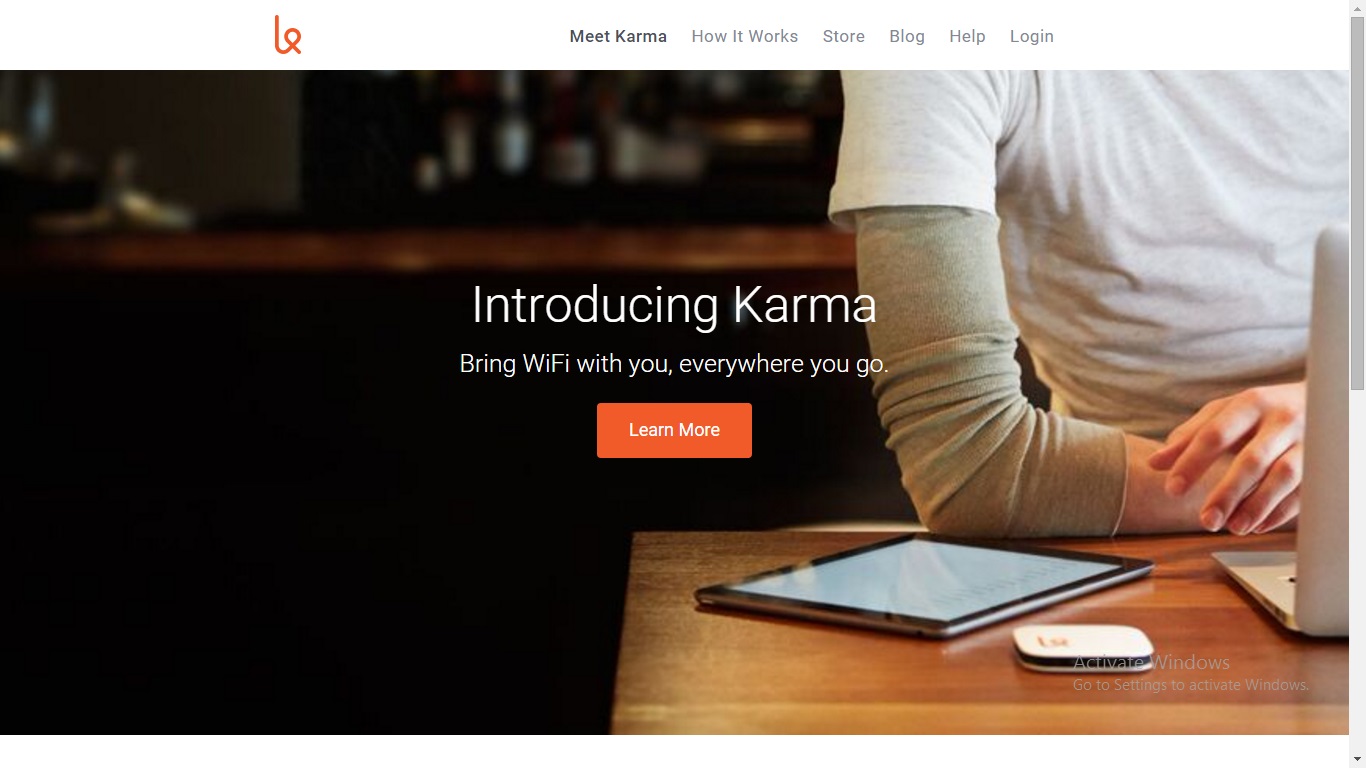 Meet Karma How It Works Store Blog Help Login
Introducing Karma
Bring WiFi with you, everywhere you go.
Learn More
Activate Windows
Go to Settings to activate Windows.